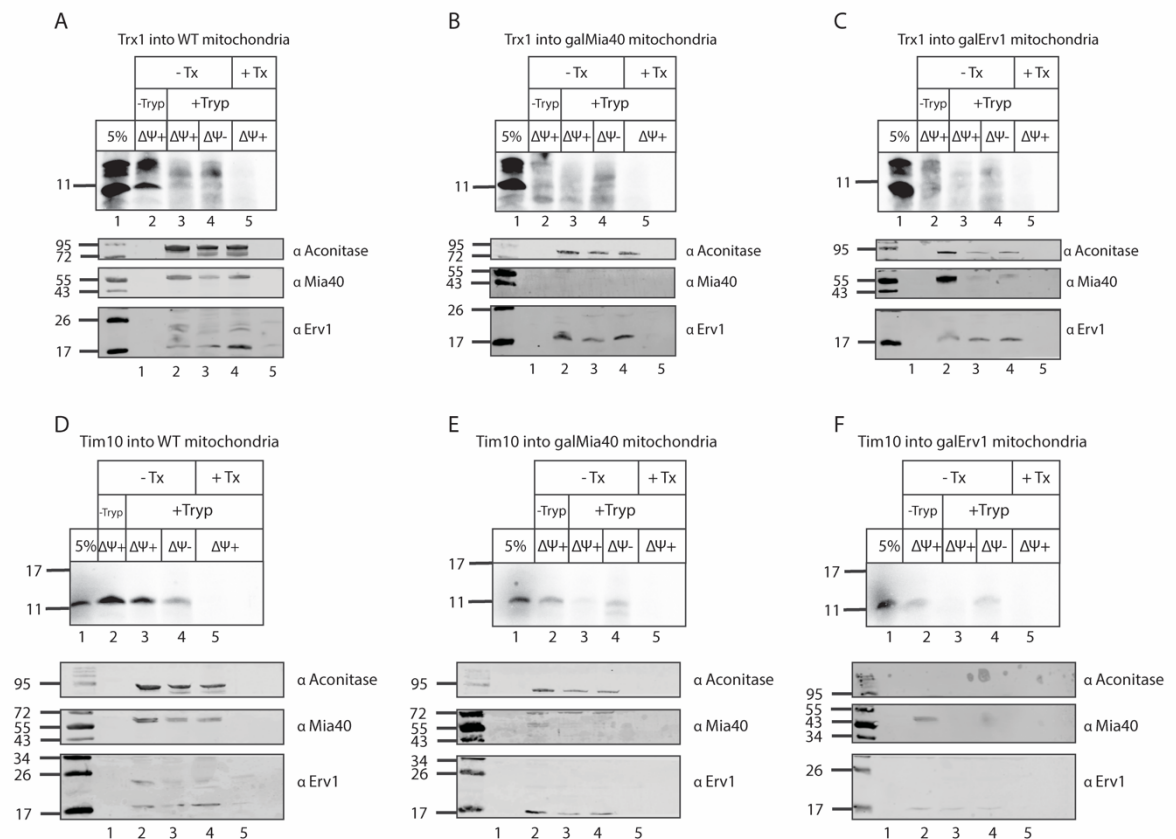 A
Trx1 into WT mitochondria
- Tx
+ Tx
-Tryp
+Tryp
5%
ΔΨ+
ΔΨ+
ΔΨ-
ΔΨ+
11
1 2 3 4 5
95
72
α Aconitase
55
43
α Mia40
26
17
α Erv1
1 2 3 4 5
B
Trx1 into galMia40 mitochondria
- Tx
+ Tx
-Tryp
+Tryp
5%
ΔΨ+
ΔΨ+
ΔΨ-
ΔΨ+
11
1 2 3 4 5
95
72
α Aconitase
55
43
α Mia40
26
17
α Erv1
1 2 3 4 5
C
Trx1 into galErv1 mitochondria
- Tx
+ Tx
-Tryp
+Tryp
5%
ΔΨ+
ΔΨ+
ΔΨ-
ΔΨ+
11
1 2 3 4 5
95
α Aconitase
55
43
α Mia40
17
α Erv1
1 2 3 4 5
D
Tim10 into WT mitochondria
- Tx
+ Tx
-Tryp
+Tryp
5%
ΔΨ+
ΔΨ+
ΔΨ-
ΔΨ+
17
11
1 2 3 4 5
95
α Aconitase
72
55
43
α Mia40
34
26
17
α Erv1
1 2 3 4 5
E
Tim10 into galMia40 mitochondria
- Tx
+ Tx
-Tryp
+Tryp
5%
ΔΨ+
ΔΨ+
ΔΨ-
ΔΨ+
17
11
1 2 3 4 5
95
α Aconitase
72
55
43
α Mia40
34
26
17
α Erv1
1 2 3 4 5
F
Tim10 into galErv1 mitochondria
- Tx
+ Tx
-Tryp
+Tryp
5%
ΔΨ+
ΔΨ+
ΔΨ-
ΔΨ+
17
11
1 2 3 4 5
95
α Aconitase
55
43
34
α Mia40
26
17
α Erv1
1 2 3 4 5